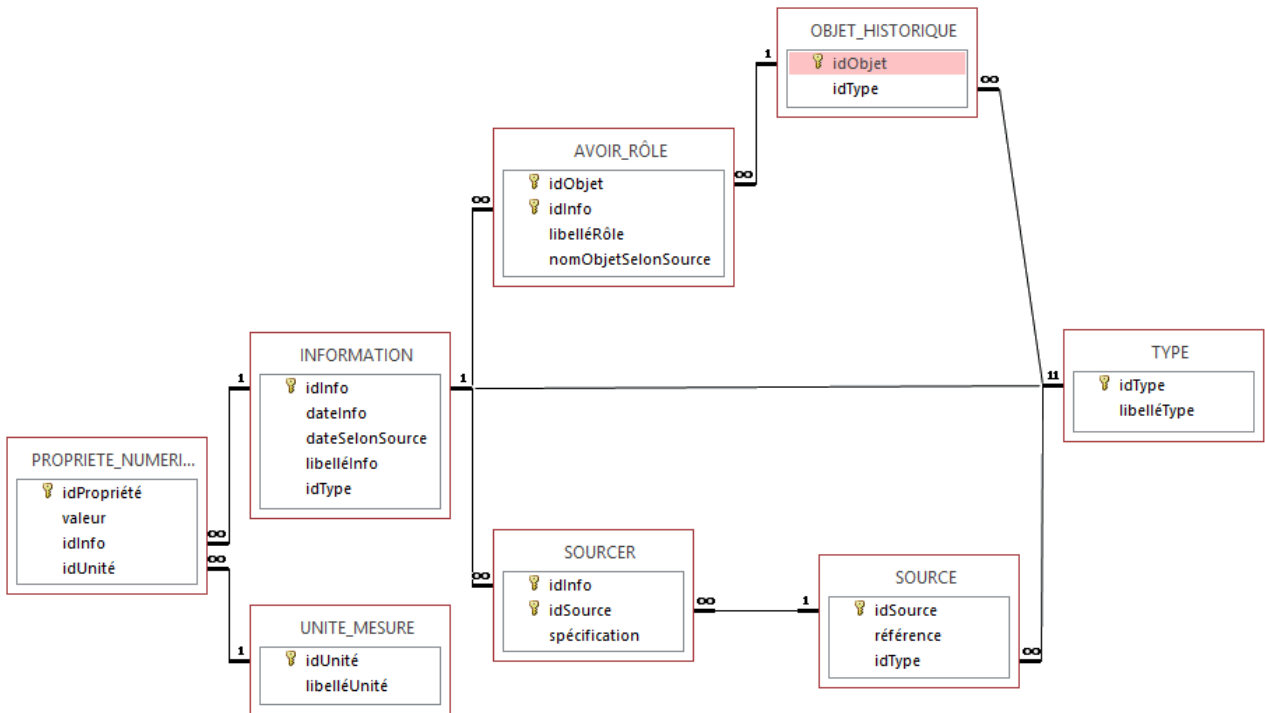 OBJET_HISTORIQUE
idObjet
idType
1
∞
AVOIR_RÔLE
idObjet
idInfo
libelléRôle
nomObjetSelonSource
∞
∞
INFORMATION
idInfo
dateInfo
dateSelonSource
libelléInfo
idType
1
1
TYPE
idType
libelléType
11
PROPRIETE_NUMERI...
idPropriété
valeur
idInfo
idUnité
∞
∞
SOURCER
idInfo
idSource
spécification
∞
∞
SOURCE
idSource
référence
idType
1
∞
UNITE_MESURE
idUnité
libelléUnité
1